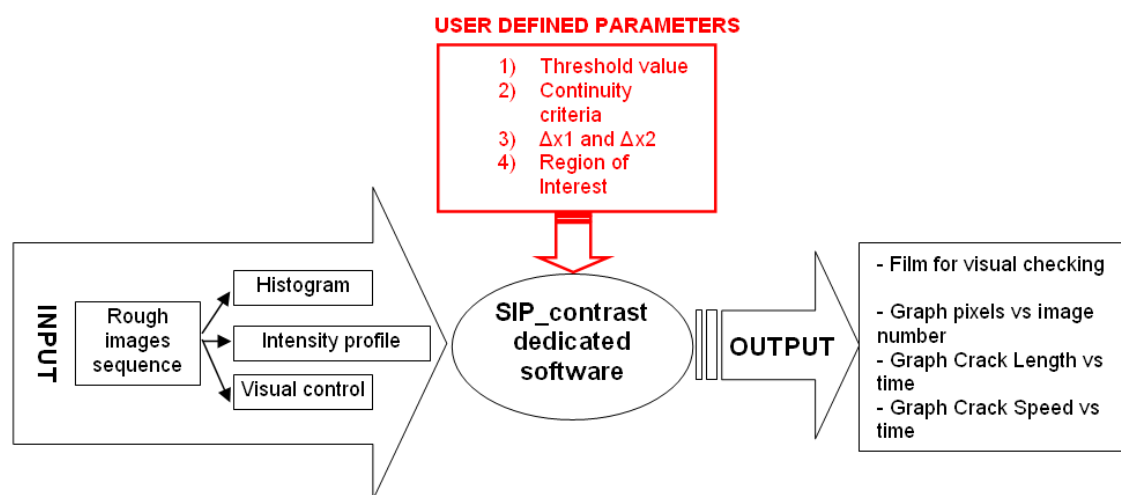 USER DEFINED PARAMETERS
1) Threshold value
2) Continuity
criteria
3) Δx1 and Δx2
4) Region of
Interest
INPUT
Rough
images
sequence
Histogram
Intensity profile
Visual control
SIP_contrast
dedicated
software
OUTPUT
- Film for visual checking
- Graph pixels vs image
number
- Graph Crack Length vs
time
- Graph Crack Speed vs
time